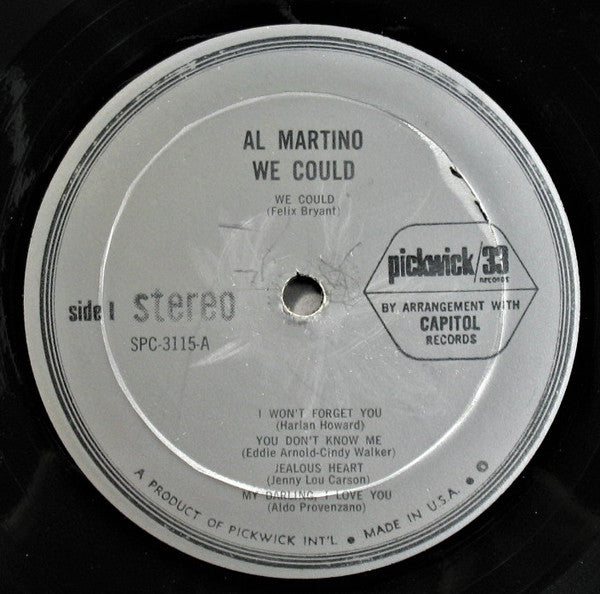 AL MARTINO
WE COULD
WE COULD
(Felix Bryant)
pickwick/33
RECORDS
BY ARRANGEMENT WITH
CAPITOL
RECORDS
side 1 stereo
SPC-3115-A
I WON'T FORGET YOU
(Harlan Howard)
YOU DON'T KNOW ME
(Eddie Arnold-Cindy Walker)
JEALOUS HEART
(Jenny Lou Carson)
MY DARLING, I LOVE YOU
(Aldo Provenzano)
A PRODUCT OF PICKWICK INT'L. ● MADE IN U.S.A. ●